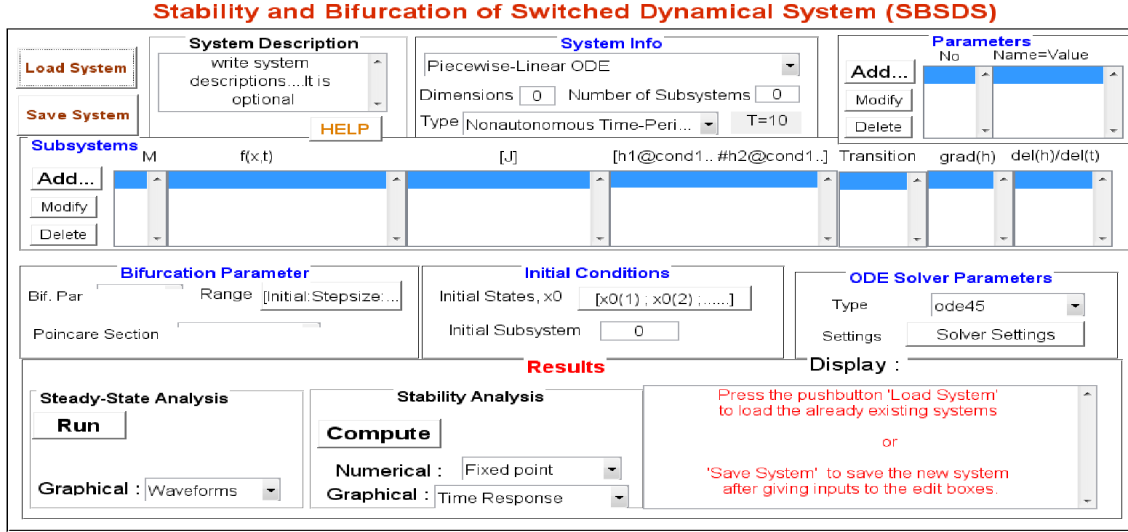 Stability and Bifurcation of Switched Dynamical System (SBSDS)
Load System
Save System
System Description
write system
descriptions....It is
optional
HELP
System Info
Piecewise-Linear ODE
Dimensions 0 Number of Subsystems 0
Type Nonautonomous Time-Peri... T=10
Parameters
No Name=Value
Add...
Modify
Delete
Subsystems
M f(x,t) [J] [h1@cond1.. #h2@cond1..] Transition grad(h) del(h)/del(t)
Add...
Modify
Delete
Bifurcation Parameter
Bif. Par Range [Initial:Stepsize:...
Poincare Section
Initial Conditions
Initial States, x0 [x0(1) ; x0(2) ;......]
Initial Subsystem 0
ODE Solver Parameters
Type ode45
Settings Solver Settings
Results
Display :
Steady-State Analysis
Run
Graphical : Waveforms
Stability Analysis
Compute
Numerical : Fixed point
Graphical : Time Response
Press the pushbutton 'Load System'
to load the already existing systems
or
'Save System' to save the new system
after giving inputs to the edit boxes.